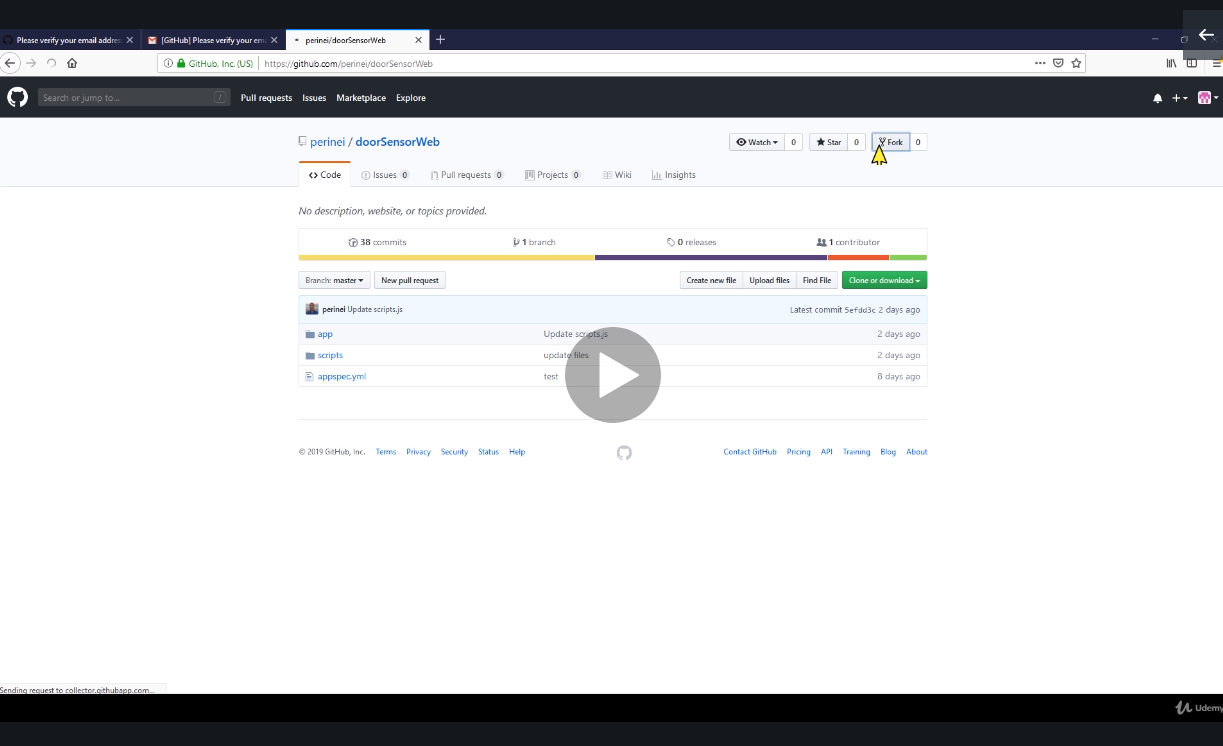 Please verify your email addres
[GitHub] Please verify your ema
perinei/doorSensorWeb
GitHub, Inc. (US)
https://github.com/perinei/doorSensorWeb
Search or jump to...
/
Pull requests Issues Marketplace Explore
perinei / doorSensorWeb
Watch 0 Star 0 Fork 0
Code Issues 0 Pull requests 0 Projects 0 Wiki Insights
No description, website, or topics provided.
38 commits 1 branch 0 releases 1 contributor
Branch: master New pull request Create new file Upload files Find File Clone or download
perinei Update scripts.js Latest commit 5efdd3c 2 days ago
app Update scripts.js 2 days ago
scripts update files 2 days ago
appspec.yml test 8 days ago
© 2019 GitHub, Inc. Terms Privacy Security Status Help Contact GitHub Pricing API Training Blog About
Sending request to collector.githubapp.com...
Udemy